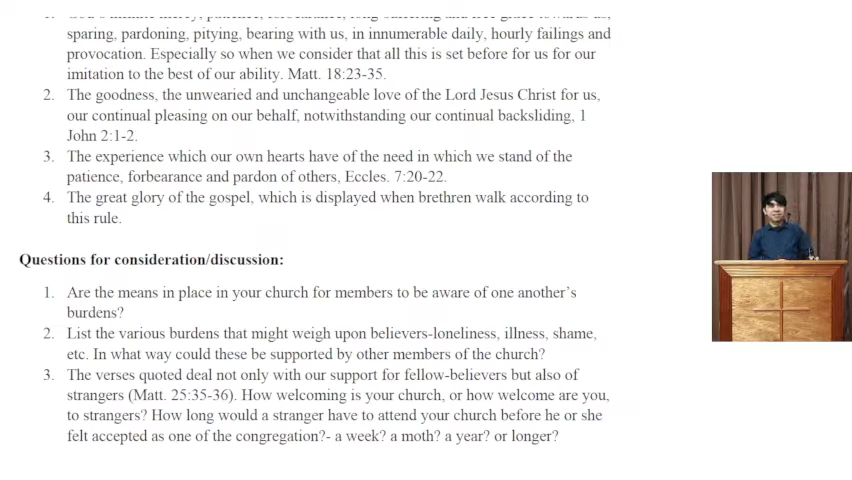 sparing, pardoning, pitying, bearing with us, in innumerable daily, hourly failings and
provocation. Especially so when we consider that all this is set before for us for our
imitation to the best of our ability. Matt. 18:23-35.
2. The goodness, the unwearied and unchangeable love of the Lord Jesus Christ for us,
our continual pleasing on our behalf, notwithstanding our continual backsliding, 1
John 2:1-2.
3. The experience which our own hearts have of the need in which we stand of the
patience, forbearance and pardon of others, Eccles. 7:20-22.
4. The great glory of the gospel, which is displayed when brethren walk according to
this rule.
Questions for consideration/discussion:
1. Are the means in place in your church for members to be aware of one another’s
burdens?
2. List the various burdens that might weigh upon believers-loneliness, illness, shame,
etc. In what way could these be supported by other members of the church?
3. The verses quoted deal not only with our support for fellow-believers but also of
strangers (Matt. 25:35-36). How welcoming is your church, or how welcome are you,
to strangers? How long would a stranger have to attend your church before he or she
felt accepted as one of the congregation?- a week? a moth? a year? or longer?